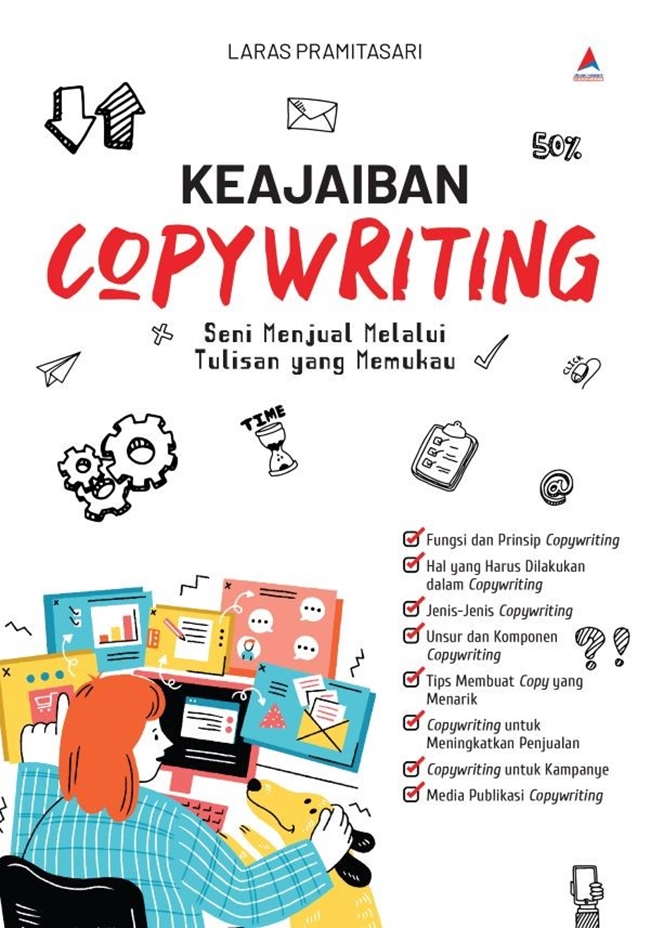 LARAS PRAMITASARI
50%
KEAJAIBAN
COPYWRITING
Seni Menjual Melalui
Tulisan yang Memukau
CLICK
TIME
@
Fungsi dan Prinsip Copywriting
Hal yang Harus Dilakukan
dalam Copywriting
Jenis-Jenis Copywriting
Unsur dan Komponen
Copywriting
??
!
Tips Membuat Copy yang
Menarik
Copywriting untuk
Meningkatkan Penjualan
Copywriting untuk Kampanye
Media Publikasi Copywriting